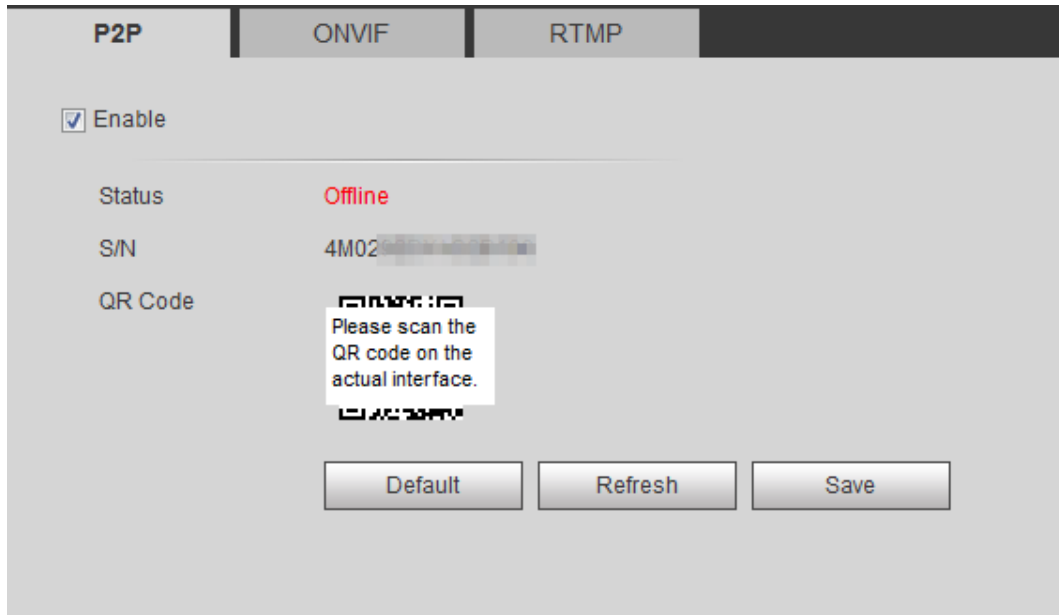 P2P ONVIF RTMP
Enable
Status Offline
S/N 4M02
QR Code
Please scan the
QR code on the
actual interface.
Default Refresh Save